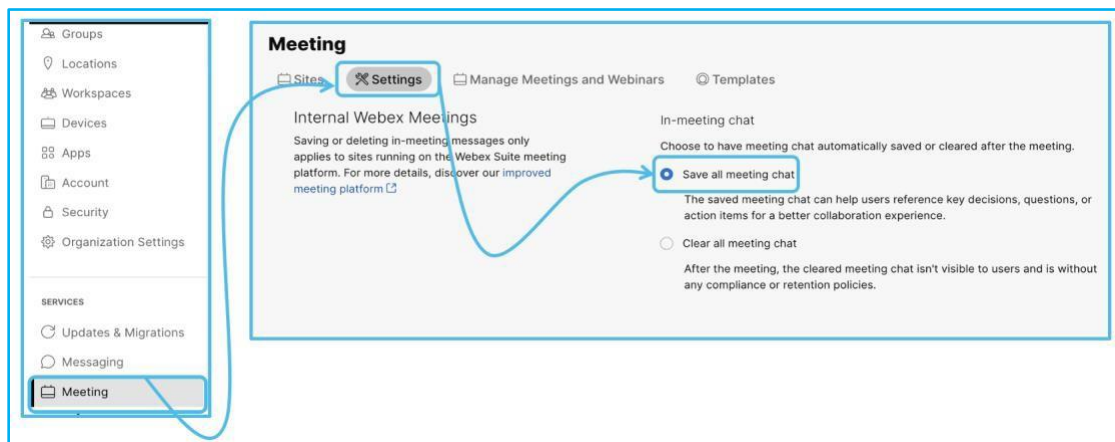 Groups
Locations
Workspaces
Devices
Apps
Account
Security
Organization Settings
SERVICES
Updates & Migrations
Messaging
Meeting
Meeting
Sites
Settings
Manage Meetings and Webinars
Templates
Internal Webex Meetings
Saving or deleting in-meeting messages only
applies to sites running on the Webex Suite meeting
platform. For more details, discover our improved
meeting platform
In-meeting chat
Choose to have meeting chat automatically saved or cleared after the meeting.
Save all meeting chat
The saved meeting chat can help users reference key decisions, questions, or
action items for a better collaboration experience.
Clear all meeting chat
After the meeting, the cleared meeting chat isn't visible to users and is without
any compliance or retention policies.